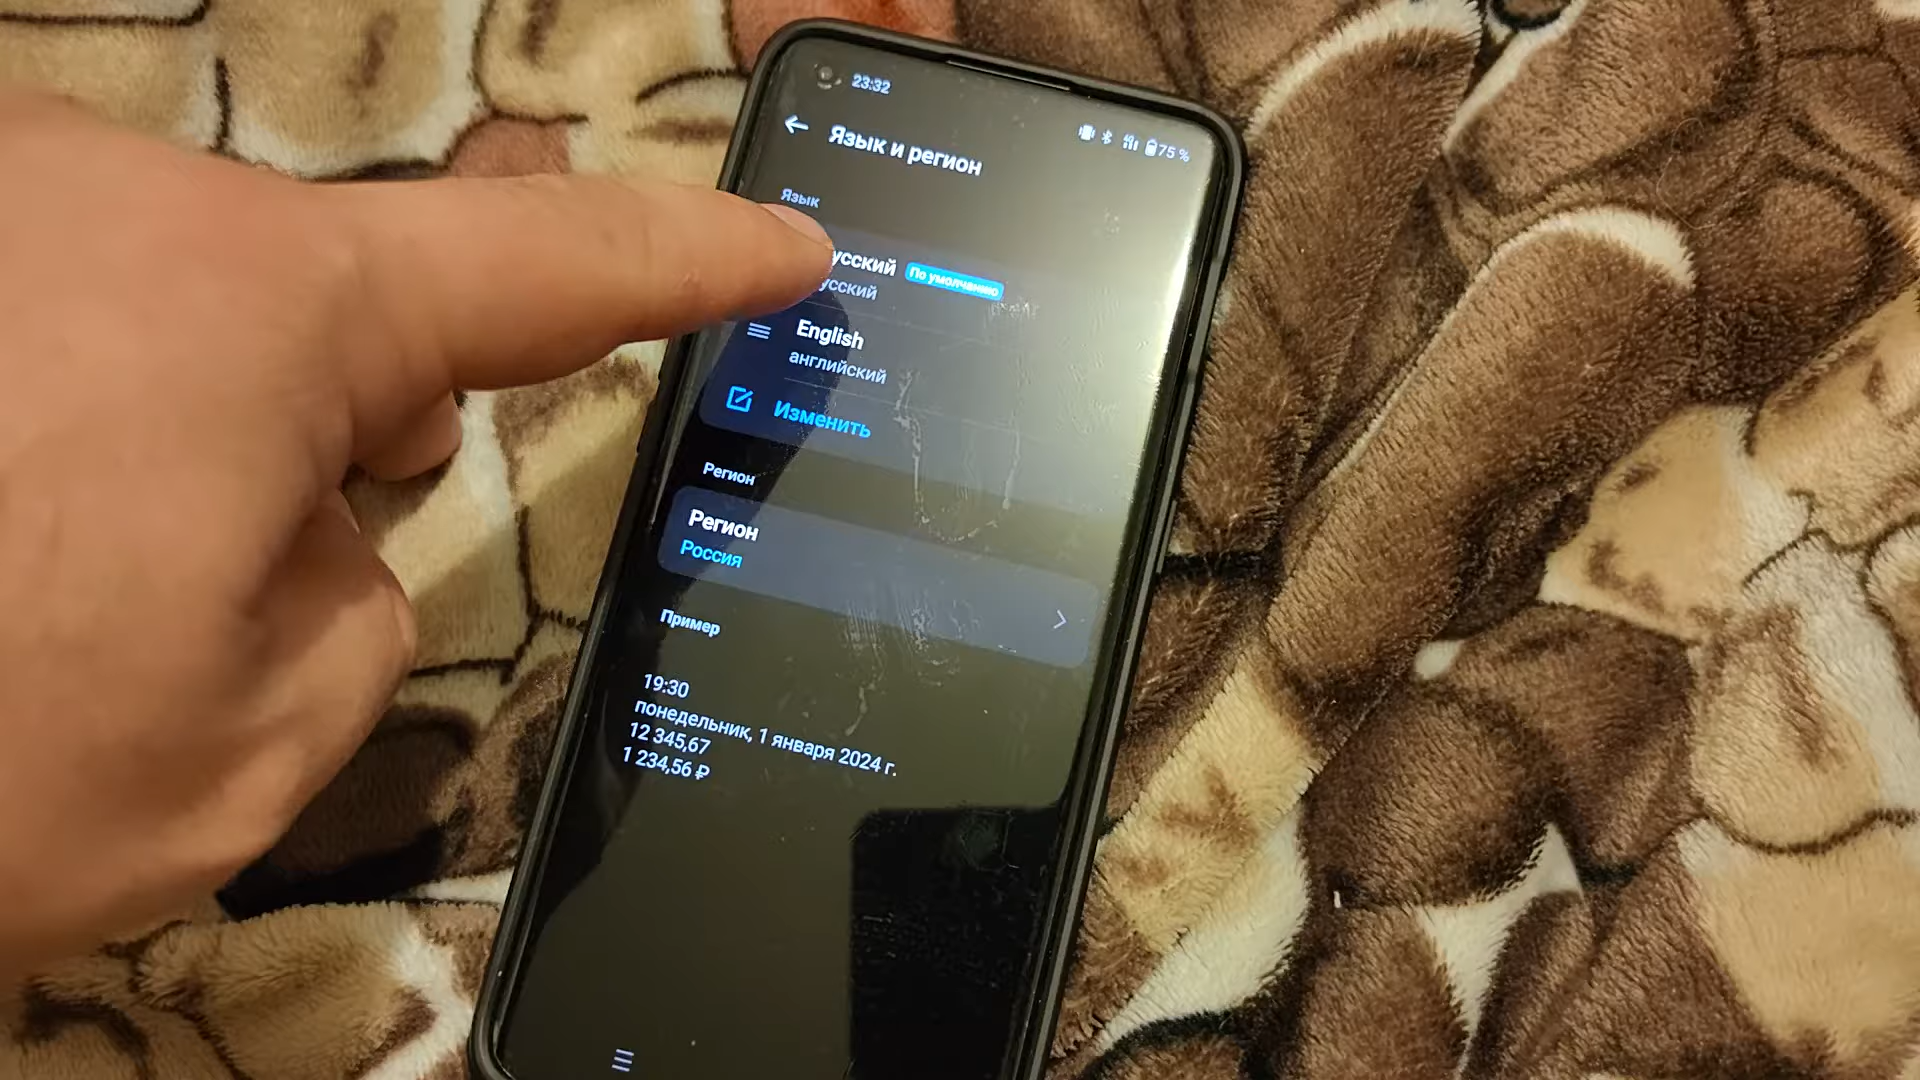 23:32
75 %
Язык и регион
Язык
усский По умолчанию
усский
English
английский
Изменить
Регион
Регион
Россия
Пример
19:30
понедельник, 1 января 2024 г.
12 345,67
1 234,56 ₽